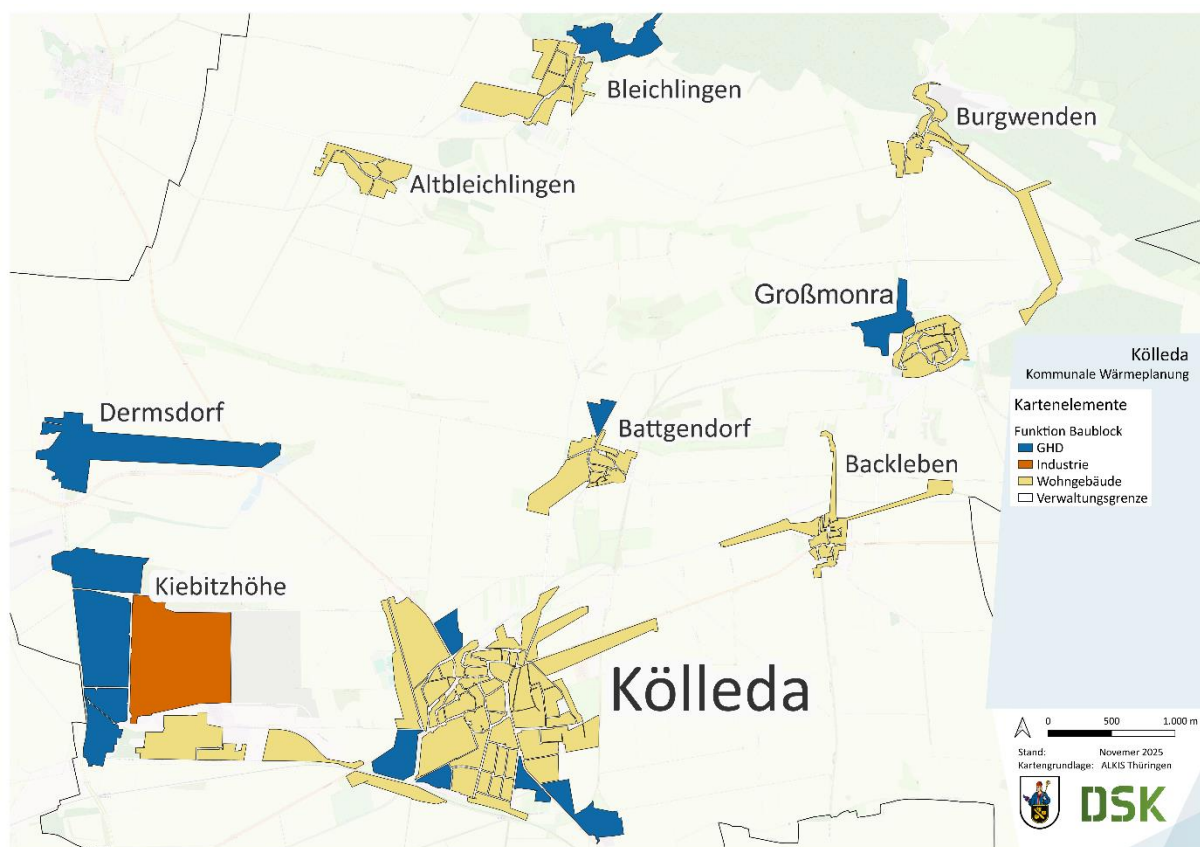 Bleichlingen
Burgwenden
Altbleichlingen
Großmonra
Kölleda
Kommunale Wärmeplanung
Kartenelemente
Funktion Baublock
GHD
Industrie
Wohngebäude
Verwaltungsgrenze
Dermsdorf
Battgendorf
Backleben
Kiebitzhöhe
Kölleda
0 500 1.000 m
Stand: Novemer 2025
Kartengrundlage: ALKIS Thüringen
DSK